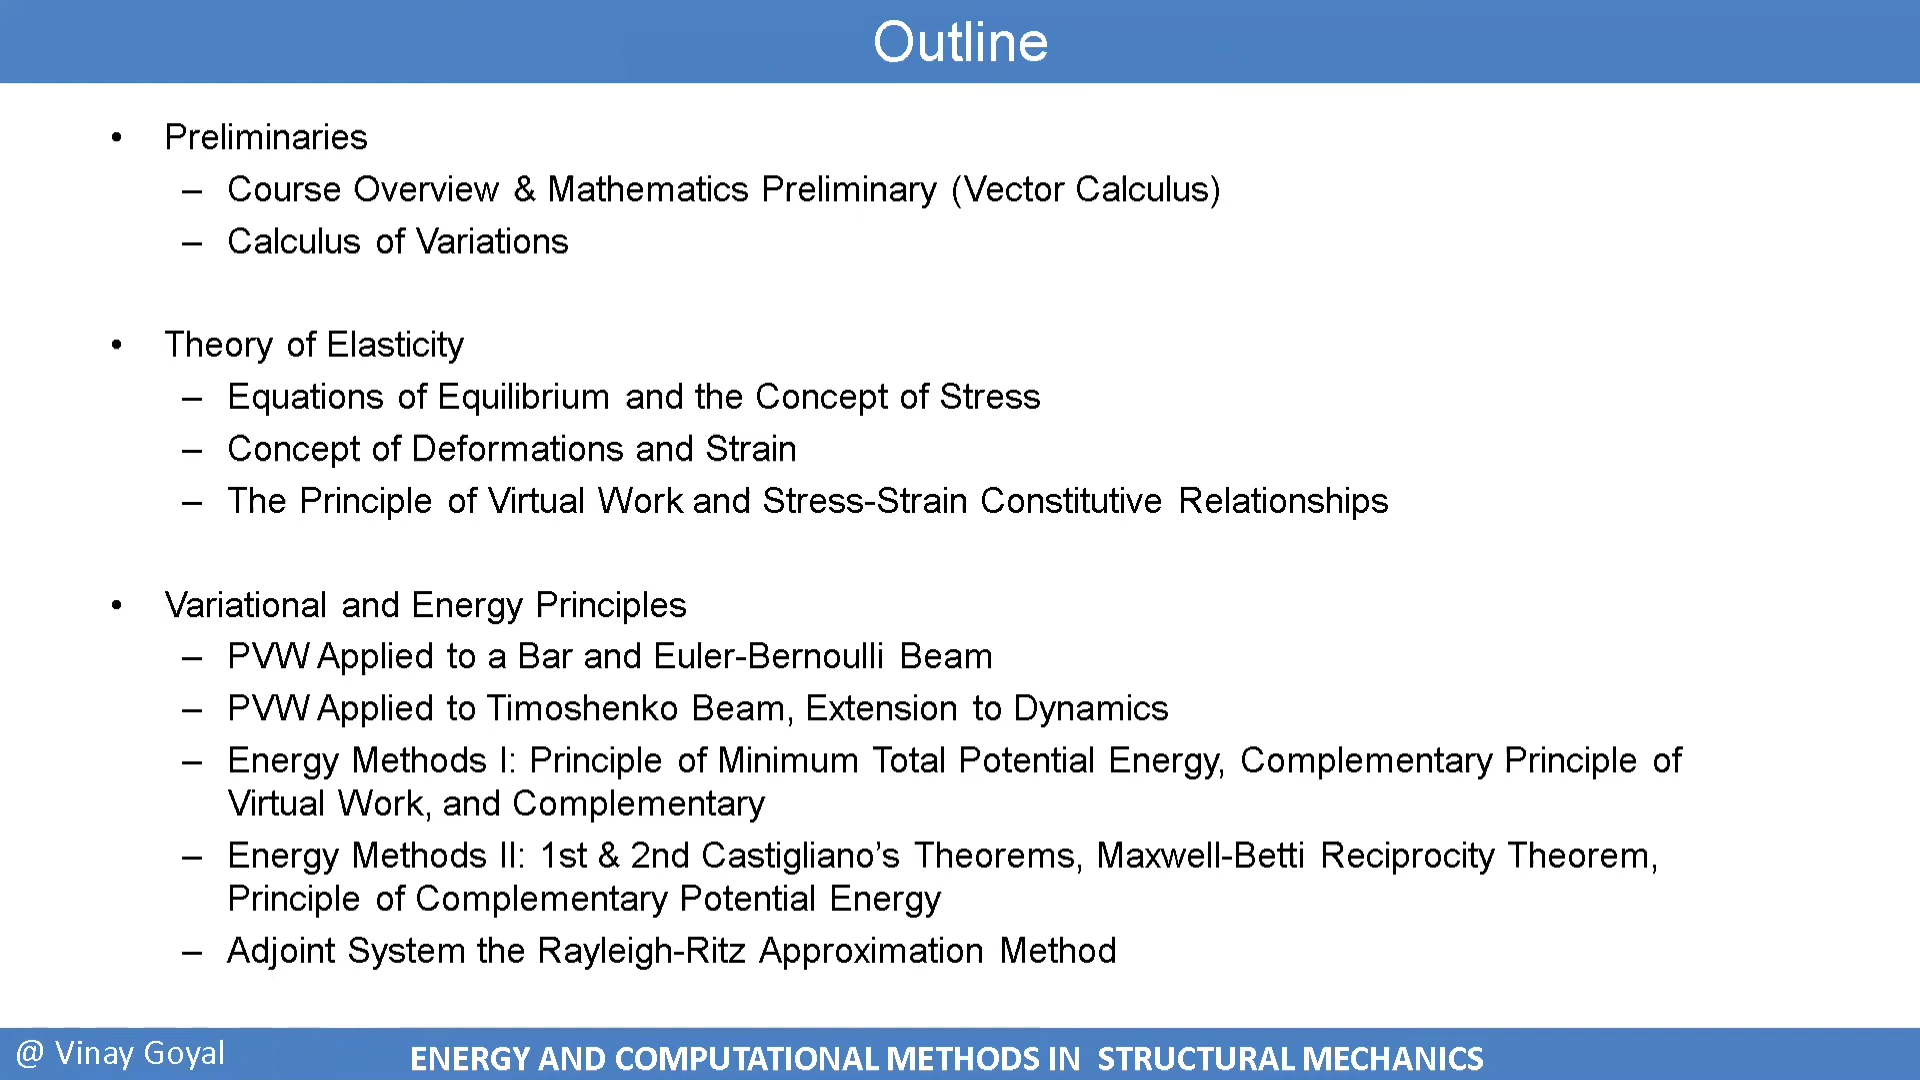 Outline
• Preliminaries
– Course Overview & Mathematics Preliminary (Vector Calculus)
– Calculus of Variations
• Theory of Elasticity
– Equations of Equilibrium and the Concept of Stress
– Concept of Deformations and Strain
– The Principle of Virtual Work and Stress-Strain Constitutive Relationships
• Variational and Energy Principles
– PVW Applied to a Bar and Euler-Bernoulli Beam
– PVW Applied to Timoshenko Beam, Extension to Dynamics
– Energy Methods I: Principle of Minimum Total Potential Energy, Complementary Principle of
Virtual Work, and Complementary
– Energy Methods II: 1st & 2nd Castigliano’s Theorems, Maxwell-Betti Reciprocity Theorem,
Principle of Complementary Potential Energy
– Adjoint System the Rayleigh-Ritz Approximation Method
@ Vinay Goyal
ENERGY AND COMPUTATIONAL METHODS IN STRUCTURAL MECHANICS